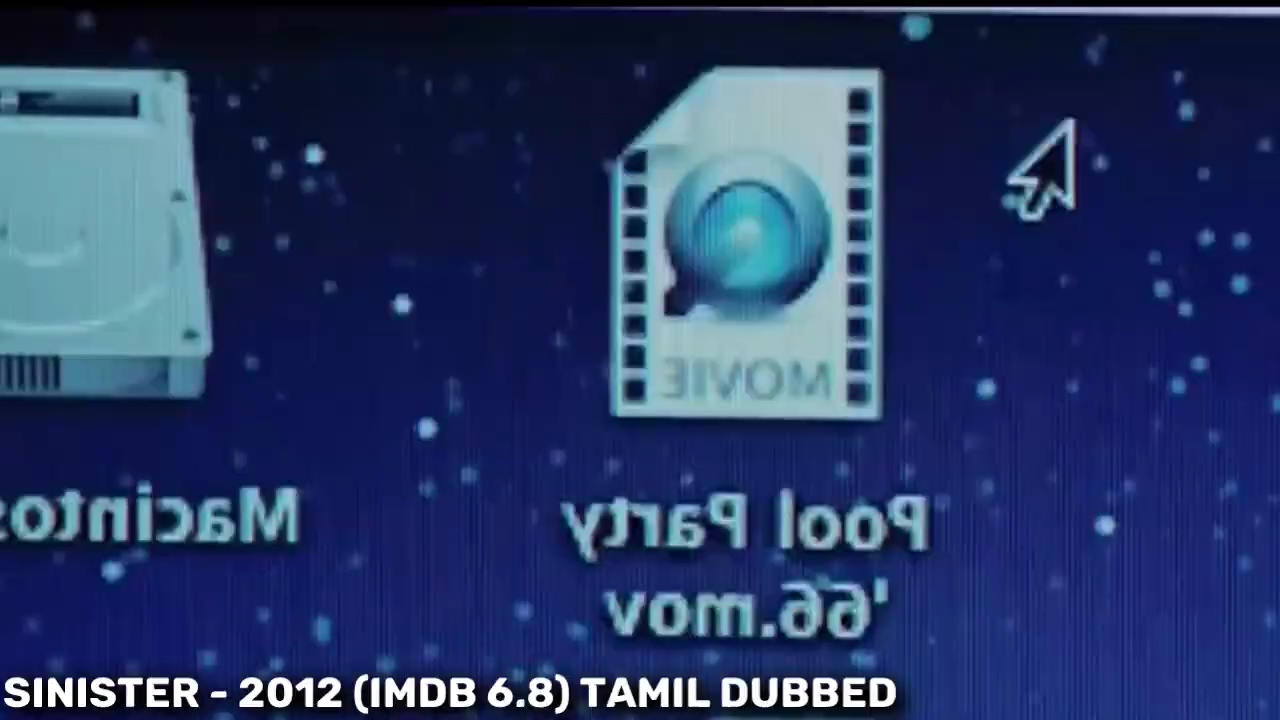 MOVIE
Macintos
Pool Party
'66.mov
SINISTER - 2012 (IMDB 6.8) TAMIL DUBBED